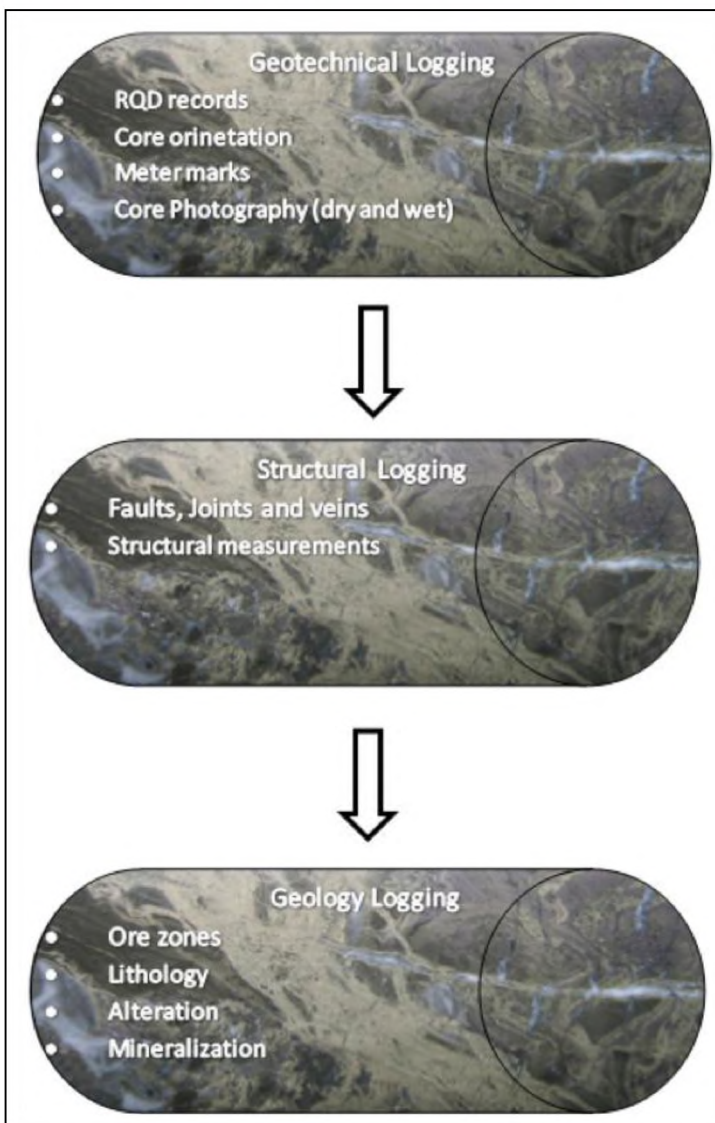 Geotechnical Logging
• RQD records
• Core orinetation
• Meter marks
• Core Photography (dry and wet)
Structural Logging
• Faults, Joints and veins
• Structural measurements
Geology Logging
• Ore zones
• Lithology
• Alteration
• Mineralization